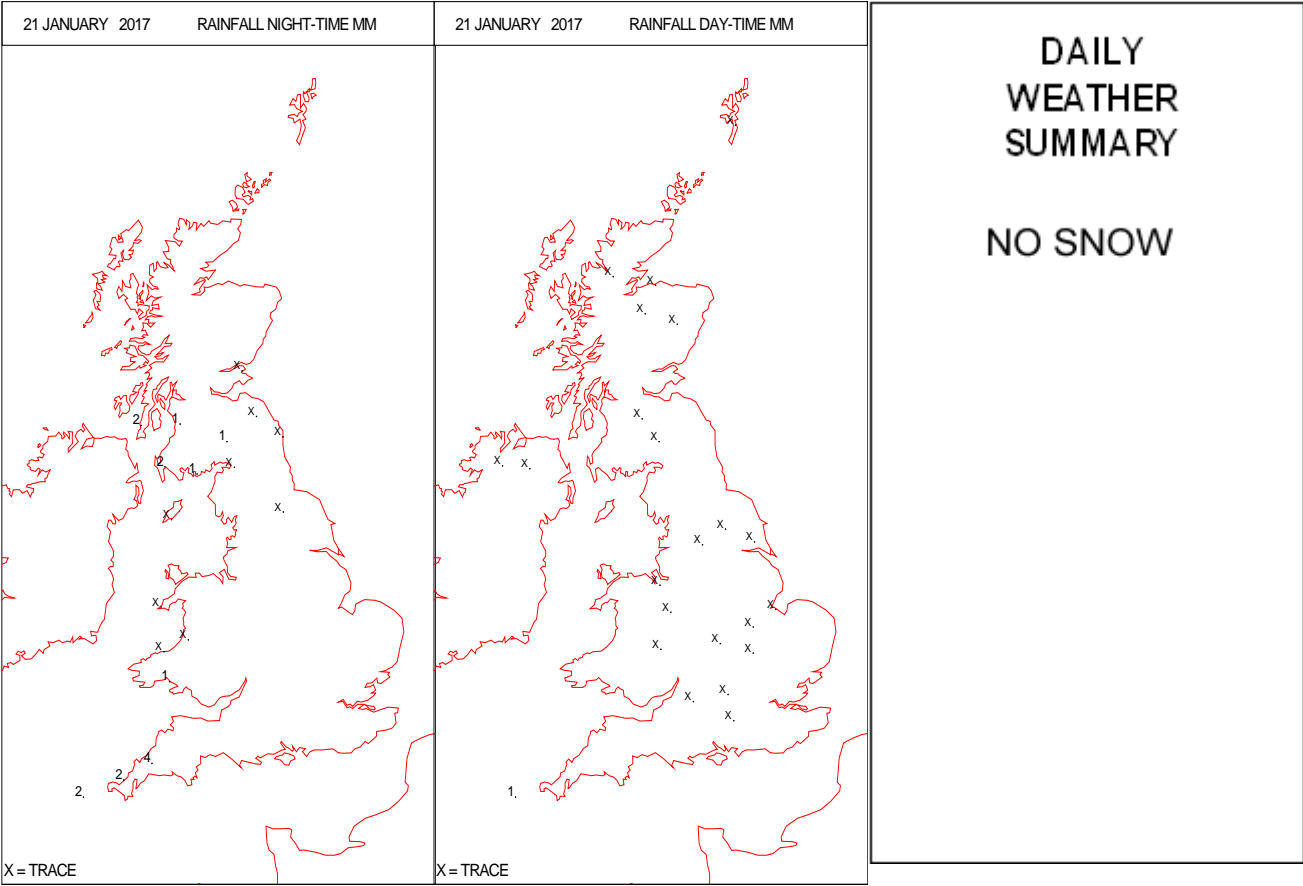 21 JANUARY 2017 RAINFALL NIGHT-TIME MM
X.
2. 1. X.
1. X.
2. 1. X.
X. X.
X.
X. X.
1.
4.
2.
2.
X = TRACE
21 JANUARY 2017 RAINFALL DAY-TIME MM
X.
X. X.
X. X.
X.
X.
X. X.
X.
X. X.
X.
X. X.
X.
X. X. X.
X. X.
X.
1.
X = TRACE
DAILY
WEATHER
SUMMARY
NO SNOW